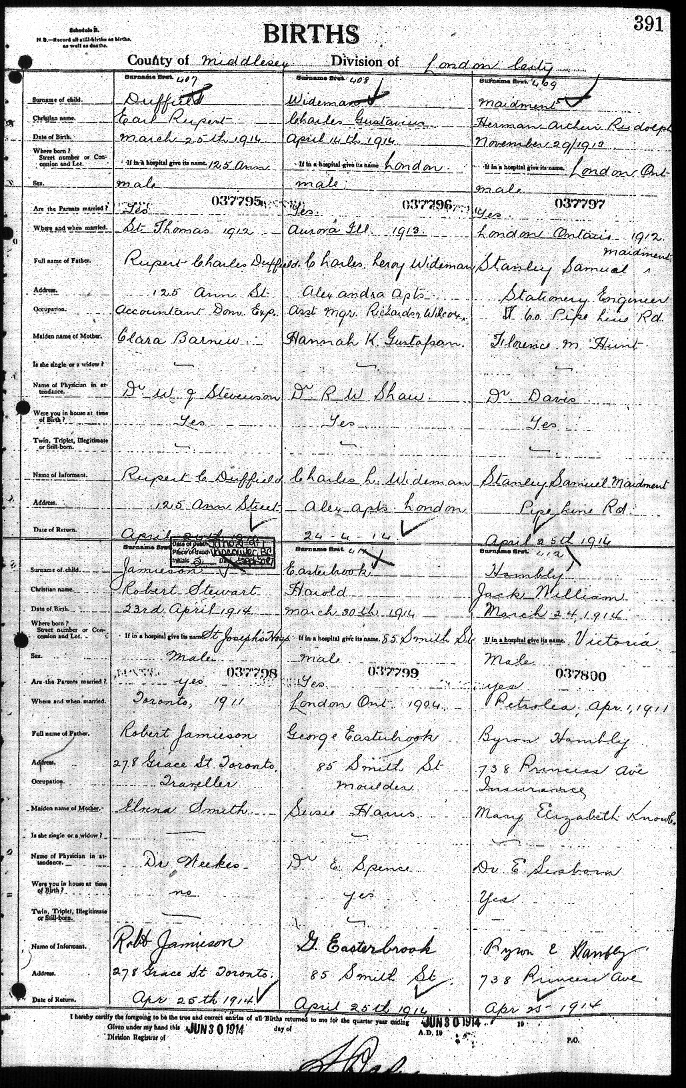 391
Schedule B.
N. B.—Record all still-births as births, as well as deaths.
BIRTHS
County of Middlesex Division of London City
Surname first. 407 Surname first. 408 Surname first. 409
Surname of child. Duffield Wideman Maidment
Christian name. Earl Rupert Charles Gustavus Herman Arthur Rudolph
Date of Birth. March 25th 1914 April 14th 1914 November 29/1913
Where born? Street number or Concession and Lot. If in a hospital give its name. 125 Ann If in a hospital give its name. London If in a hospital give its name. London Ont
Sex. male male male
037795 037796 037797
Are the Parents married? Yes Yes. Yes
Where and when married. St Thomas 1912 Aurora Ill 1913. London Ontario 1912
Full name of Father. Rupert Charles Duffield. Charles Leroy Wideman Stanley Samuel Maidment
Address. 125 Ann St Alexandra Apts Stationery Engineer
Occupation. Accountant Dom. Exp. Asst Mgr. Richards Wilcox. Co Pipe Line Rd.
Maiden name of Mother. Clara Hannah K Florence M Hunt
Is she single or a widow? — — —
Name of Physician in attendance. Dr W J Stevenson Dr R W Shaw Dr Davis
Were you in house at time of Birth? Yes Yes Yes
Twin, Triplet, Illegitimate or Still-born. — — —
Name of Informant. Rupert C Duffield Charles L. Wideman Stanley Samuel Maidment
Address. 125 Ann Street Alex apts London Pipe Line Rd.
Date of Return. April 24-4-14 April 25th 1914
Date of death
Place of death Vancouver, BC
Surname first. Surname first. Surname first. 412
Surname of child. Jamieson Easterbrook Hambly
Christian name. Robert Stewart Harold Jack William
Date of Birth. 23rd April 1914 March 30th 1914 March 24, 1914
Where born? Street number or Concession and Lot. If in a hospital give its name. St Joseph's Hosp If in a hospital give its name. 85 Smith St If in a hospital give its name. Victoria
Sex. Male male Male
037798 037799 037800
Are the Parents married? yes Yes yes
Where and when married. Toronto, 1911 London Ont. 1904 Petrolea, Apr. 1, 1911
Full name of Father. Robert Jamieson George Easterbrook Byron Hambly
Address. 278 Grace St. Toronto. 85 Smith St 738 Princess Ave
Occupation. Traveller moulder Insurance
Maiden name of Mother. Smith Susie Harris Mary Elizabeth
Is she single or a widow? — — —
Name of Physician in attendance. Dr Weekes Dr E Spence Dr. E Seaborn
Were you in house at time of Birth? no yes Yes
Twin, Triplet, Illegitimate or Still-born. — —
Name of Informant. Robt Jamieson G. Easterbrook Byron E Hambly
Address. 278 Grace St Toronto. 85 Smith St. 738 Princess Ave
Date of Return. Apr 25th 1914 April 25th 1914 Apr 25 - 1914
I hereby certify the foregoing to be the true and correct entries of all Births returned to me for the quarter year ending JUN 30 1914 19
Given under my hand this JUN 30 1914 day of A.D. 19
Division Registrar of P.O.